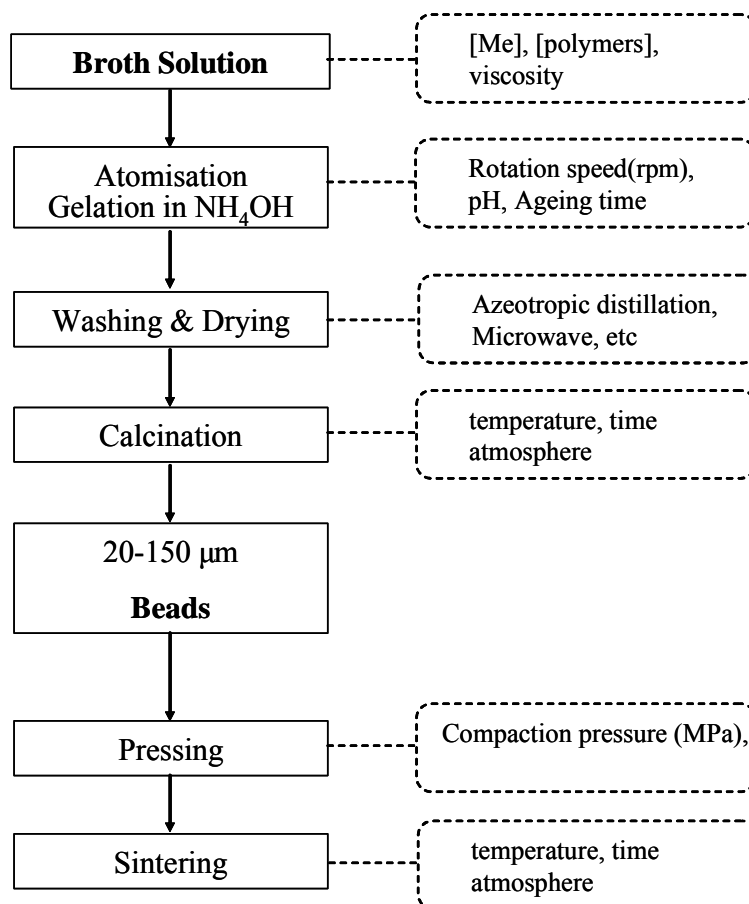 Broth Solution
[Me], [polymers],
viscosity
Atomisation
Gelation in NH₄OH
Rotation speed(rpm),
pH, Ageing time
Washing & Drying
Azeotropic distillation,
Microwave, etc
Calcination
temperature, time
atmosphere
20-150 μm
Beads
Pressing
Compaction pressure (MPa),
Sintering
temperature, time
atmosphere